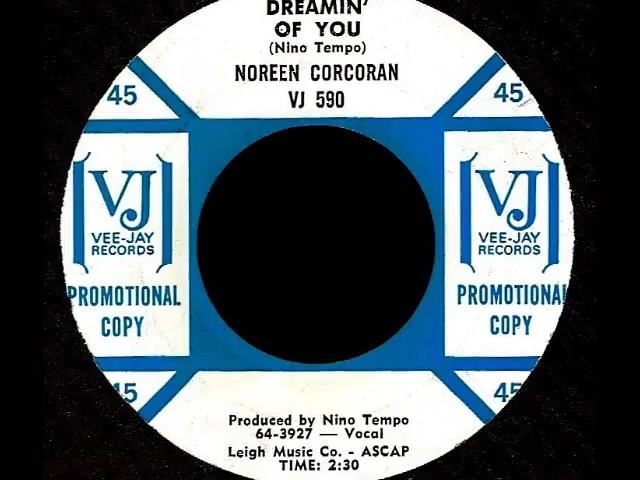 DREAMIN'
OF YOU
(Nino Tempo)
NOREEN CORCORAN
VJ 590
45
45
VJ
VEE-JAY
RECORDS
PROMOTIONAL
COPY
VJ
VEE-JAY
RECORDS
PROMOTIONAL
COPY
45
45
Produced by Nino Tempo
64-3927 — Vocal
Leigh Music Co. - ASCAP
TIME: 2:30